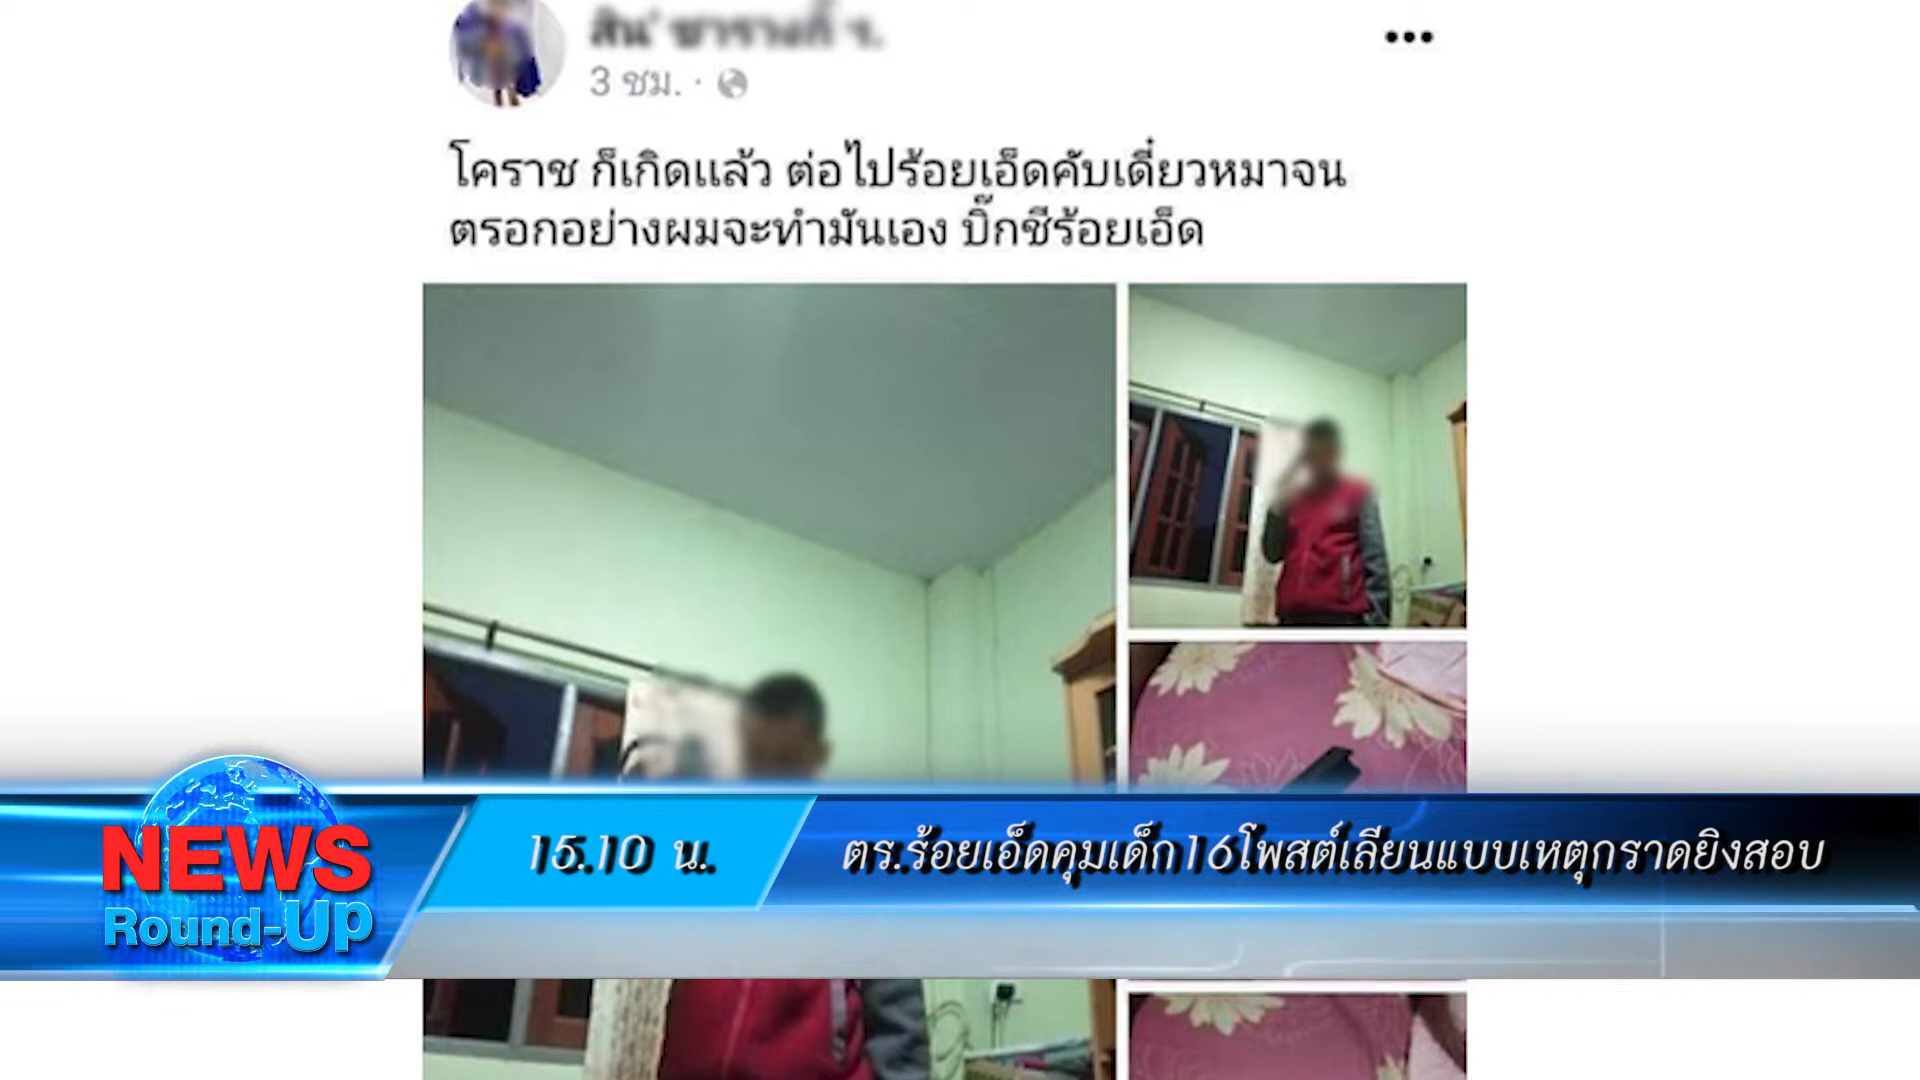 3 ชม.
โคราช ก็เกิดแล้ว ต่อไปร้อยเอ็ดคับเดี๋ยวหมาจน
ตรอกอย่างผมจะทำมันเอง บิ๊กซีร้อยเอ็ด
NEWS
Round-Up
15.10 น.
ตร.ร้อยเอ็ดคุมเด็ก16โพสต์เลียนแบบเหตุกราดยิงสอบ